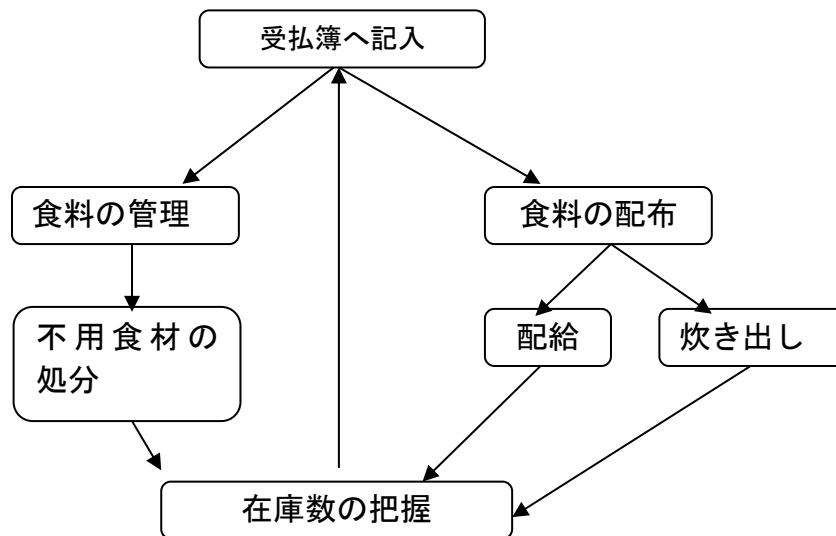 受払簿へ記入
食料の管理
食料の配布
不用食材の
処分
配給
炊き出し
在庫数の把握